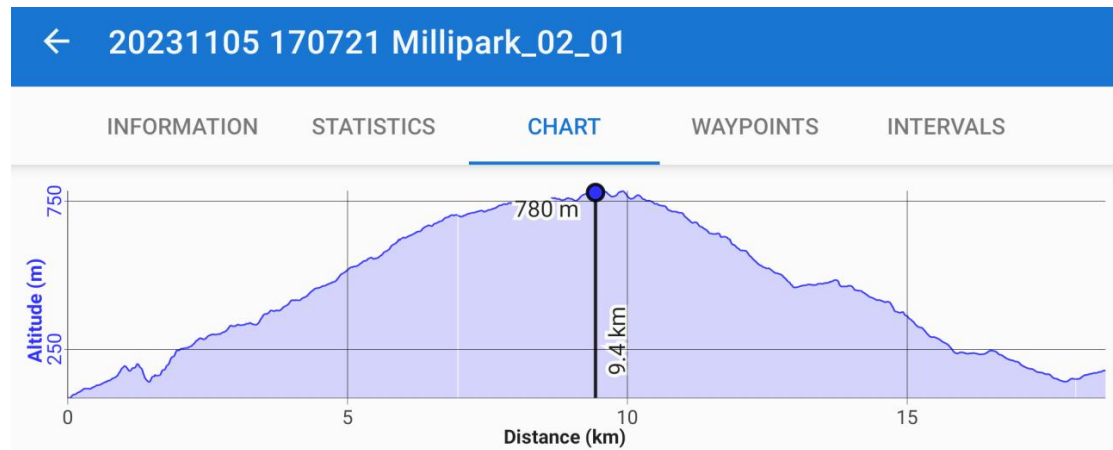 20231105 170721 Millipark_02_01
INFORMATION STATISTICS CHART WAYPOINTS INTERVALS
Altitude (m)
750
250
780 m
9.4 km
0 5 10 15
Distance (km)